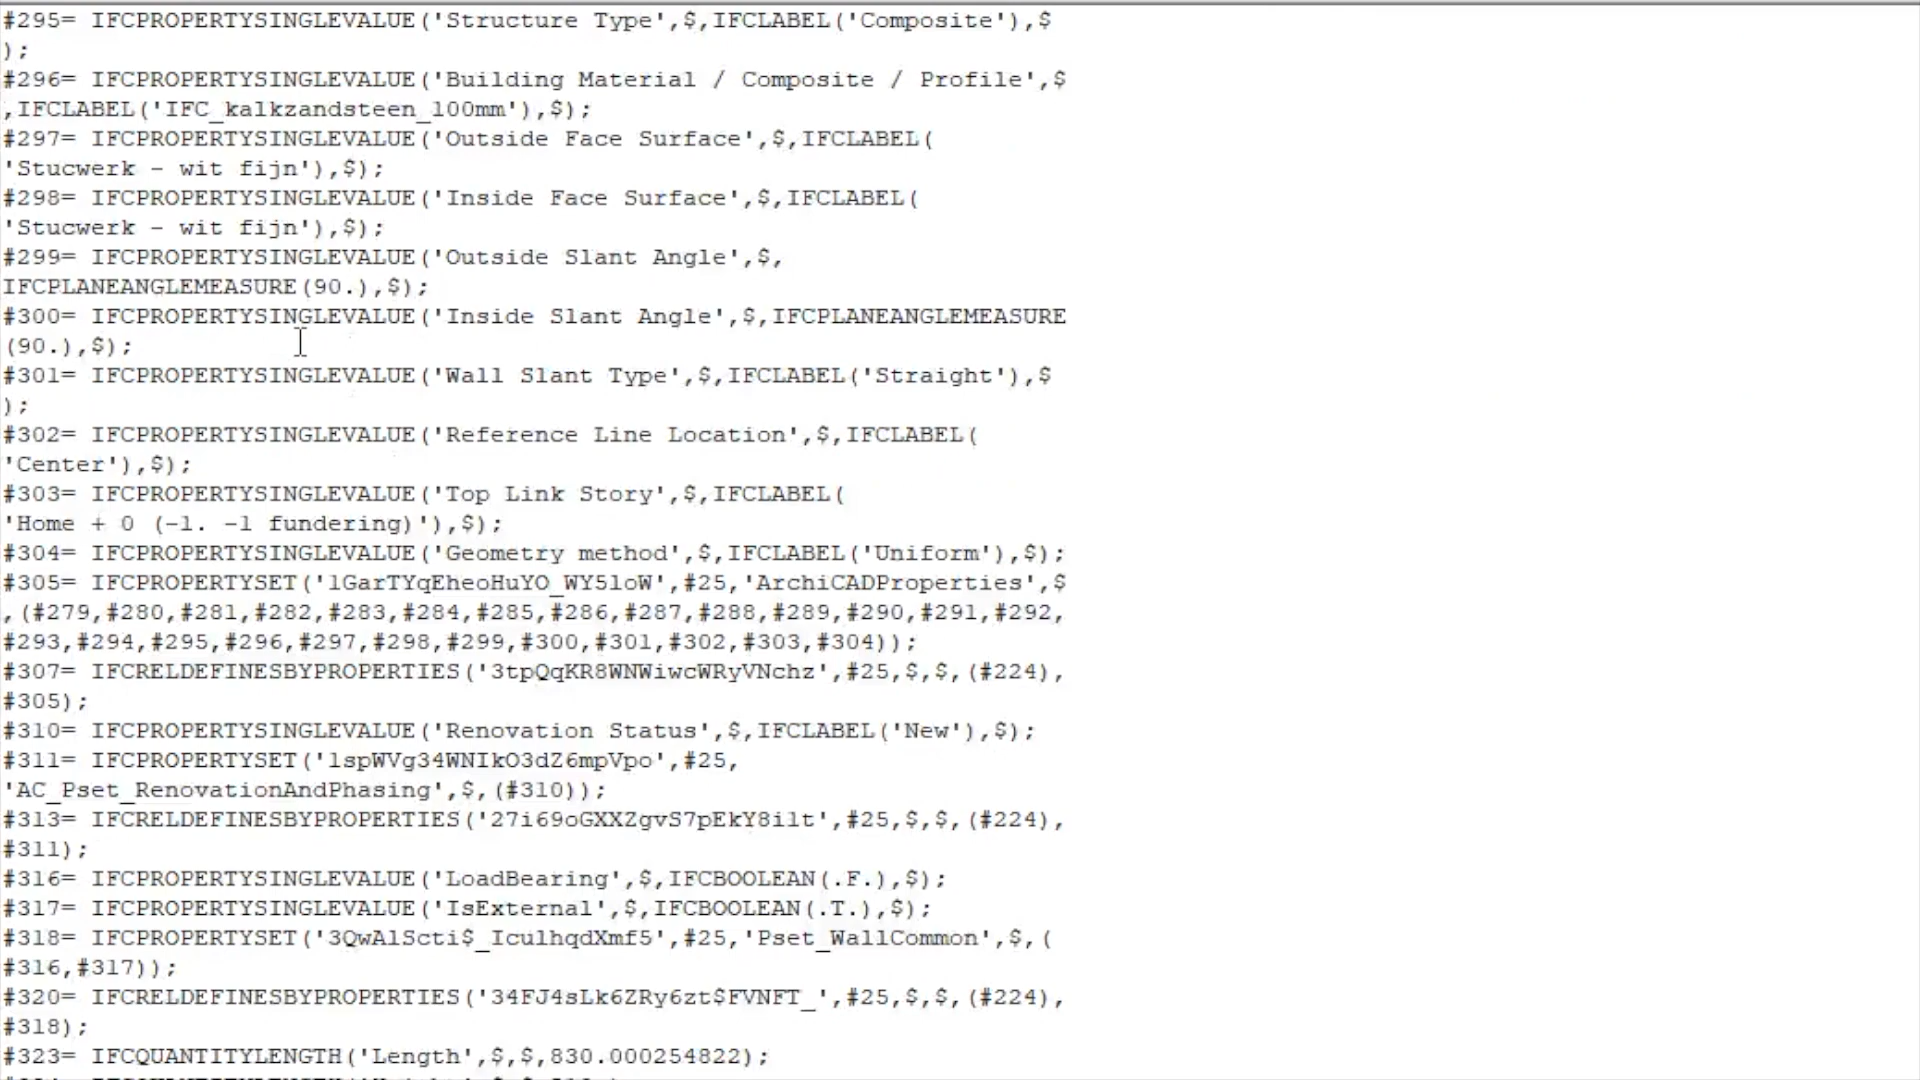 #295= IFCPROPERTYSINGLEVALUE('Structure Type',$,IFCLABEL('Composite'),$
);
#296= IFCPROPERTYSINGLEVALUE('Building Material / Composite / Profile',$
,IFCLABEL('IFC_kalkzandsteen_100mm'),$);
#297= IFCPROPERTYSINGLEVALUE('Outside Face Surface',$,IFCLABEL(
'Stucwerk - wit fijn'),$);
#298= IFCPROPERTYSINGLEVALUE('Inside Face Surface',$,IFCLABEL(
'Stucwerk - wit fijn'),$);
#299= IFCPROPERTYSINGLEVALUE('Outside Slant Angle',$,
IFCPLANEANGLEMEASURE(90.),$);
#300= IFCPROPERTYSINGLEVALUE('Inside Slant Angle',$,IFCPLANEANGLEMEASURE
(90.),$);
#301= IFCPROPERTYSINGLEVALUE('Wall Slant Type',$,IFCLABEL('Straight'),$
);
#302= IFCPROPERTYSINGLEVALUE('Reference Line Location',$,IFCLABEL(
'Center'),$);
#303= IFCPROPERTYSINGLEVALUE('Top Link Story',$,IFCLABEL(
'Home + 0 (-1. -1 fundering)'),$);
#304= IFCPROPERTYSINGLEVALUE('Geometry method',$,IFCLABEL('Uniform'),$);
#305= IFCPROPERTYSET('1GarTYqEheoHuYO_WY5loW',#25,'ArchiCADProperties',$
,(#279,#280,#281,#282,#283,#284,#285,#286,#287,#288,#289,#290,#291,#292,
#293,#294,#295,#296,#297,#298,#299,#300,#301,#302,#303,#304));
#307= IFCRELDEFINESBYPROPERTIES('3tpQqKR8WNWiwcWRyVNchz',#25,$,$,(#224),
#305);
#310= IFCPROPERTYSINGLEVALUE('Renovation Status',$,IFCLABEL('New'),$);
#311= IFCPROPERTYSET('1spWVg34WNIkO3dZ6mpVpo',#25,
'AC_Pset_RenovationAndPhasing',$,(#310));
#313= IFCRELDEFINESBYPROPERTIES('27i69oGXXZgvS7pEkY8ilt',#25,$,$,(#224),
#311);
#316= IFCPROPERTYSINGLEVALUE('LoadBearing',$,IFCBOOLEAN(.F.),$);
#317= IFCPROPERTYSINGLEVALUE('IsExternal',$,IFCBOOLEAN(.T.),$);
#318= IFCPROPERTYSET('3QwAlScti$_IculhqdXmf5',#25,'Pset_WallCommon',$,(
#316,#317));
#320= IFCRELDEFINESBYPROPERTIES('34FJ4sLk6ZRy6zt$FVNFT_',#25,$,$,(#224),
#318);
#323= IFCQUANTITYLENGTH('Length',$,$,830.000254822);